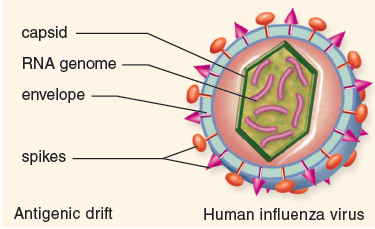 capsid
RNA genome
envelope
spikes
Antigenic drift
Human influenza virus